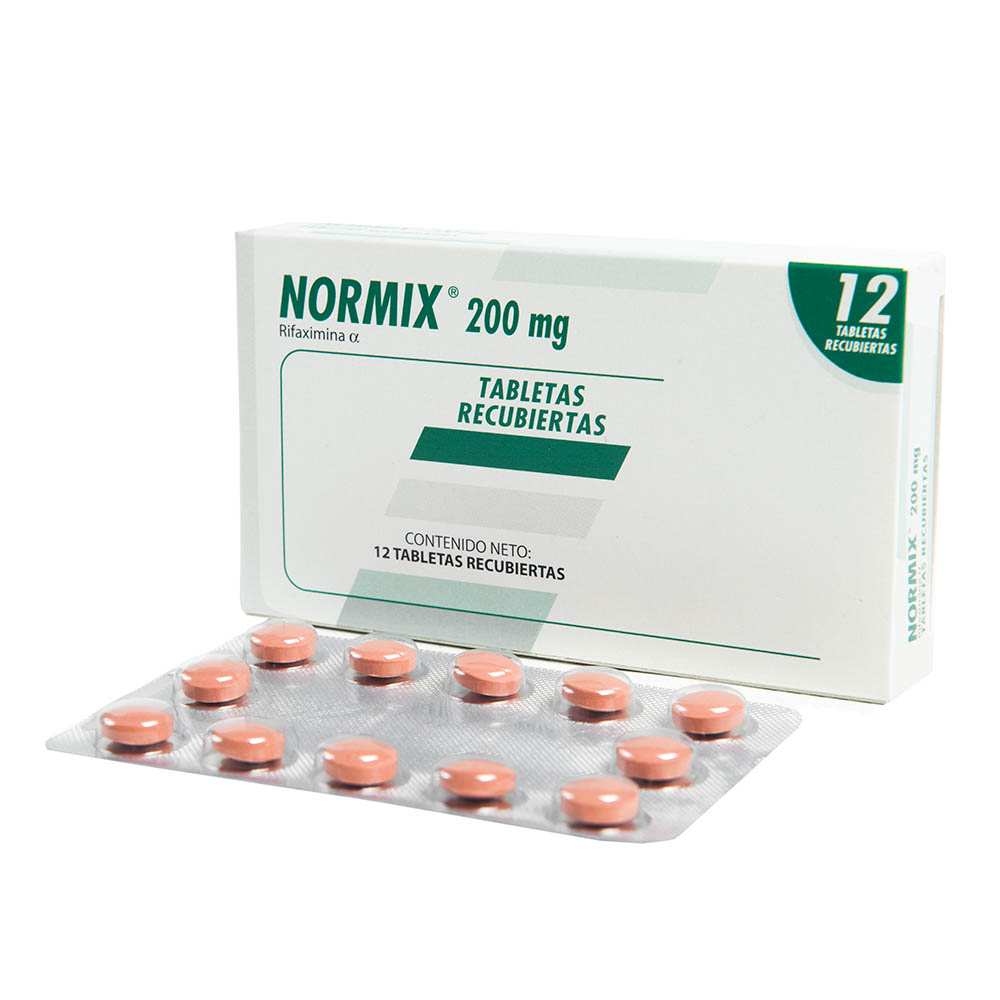 NORMIX® 200 mg
Rifaximina α
12
TABLETAS
RECUBIERTAS
TABLETAS
RECUBIERTAS
CONTENIDO NETO:
12 TABLETAS RECUBIERTAS
NORMIX® 200 mg
TABLETAS RECUBIERTAS